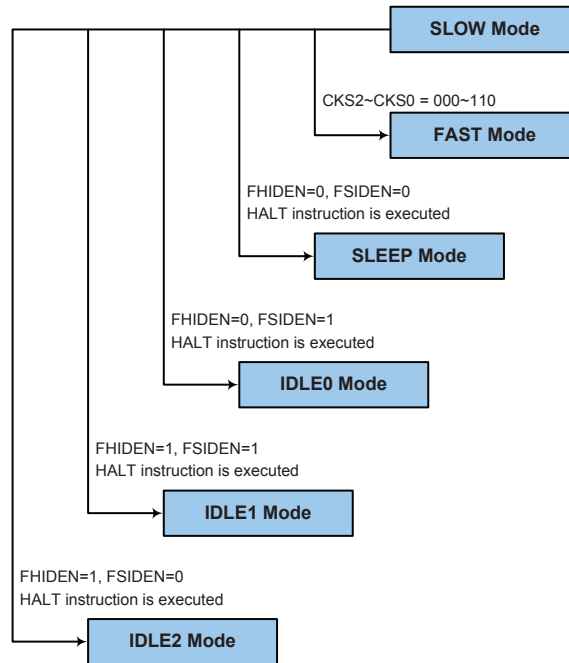 SLOW Mode
CKS2~CKS0 = 000~110
FAST Mode
FHIDEN=0, FSIDEN=0
HALT instruction is executed
SLEEP Mode
FHIDEN=0, FSIDEN=1
HALT instruction is executed
IDLE0 Mode
FHIDEN=1, FSIDEN=1
HALT instruction is executed
IDLE1 Mode
FHIDEN=1, FSIDEN=0
HALT instruction is executed
IDLE2 Mode